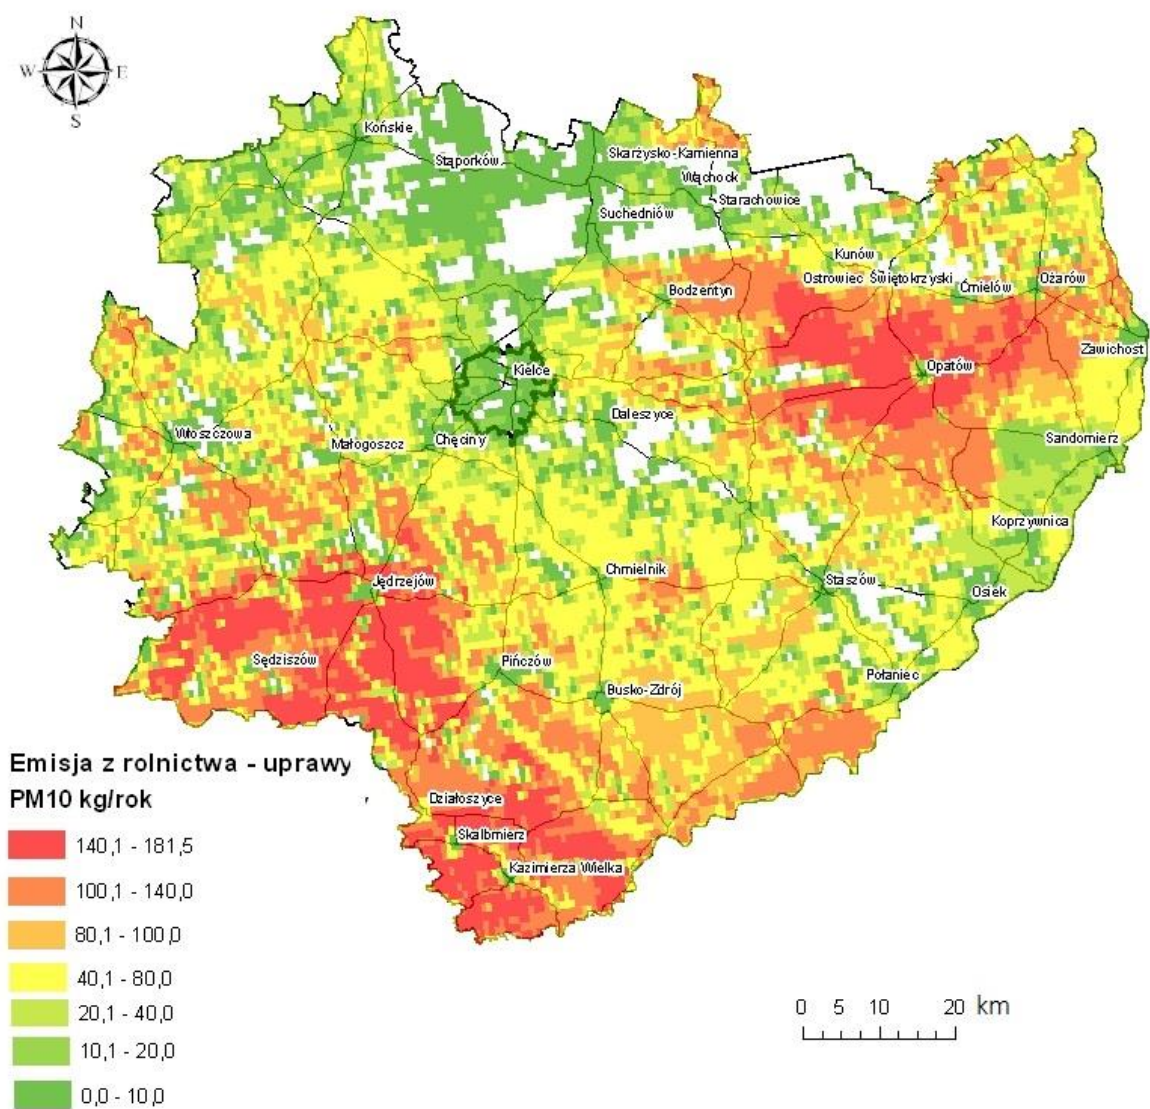 N
W E
S
Końskie
Stąporków
Skarżysko-Kamienna
Wąchock
Starachowice
Suchedniów
Kunów
Ostrowiec Świętokrzyski
Ćmielów
Ożarów
Bodzentyn
Zawichost
Opatów
Kielce
Daleszyce
Włoszczowa
Małogoszcz
Chęciny
Sandomierz
Koprzywnica
Chmielnik
Staszów
Osiek
Jędrzejów
Sędziszów
Pińczów
Busko-Zdrój
Połaniec
Działoszyce
Skalbmierz
Kazimierza Wielka
Emisja z rolnictwa - uprawy
PM10 kg/rok
140,1 - 181,5
100,1 - 140,0
80,1 - 100,0
40,1 - 80,0
20,1 - 40,0
10,1 - 20,0
0,0 - 10,0
0 5 10 20 km